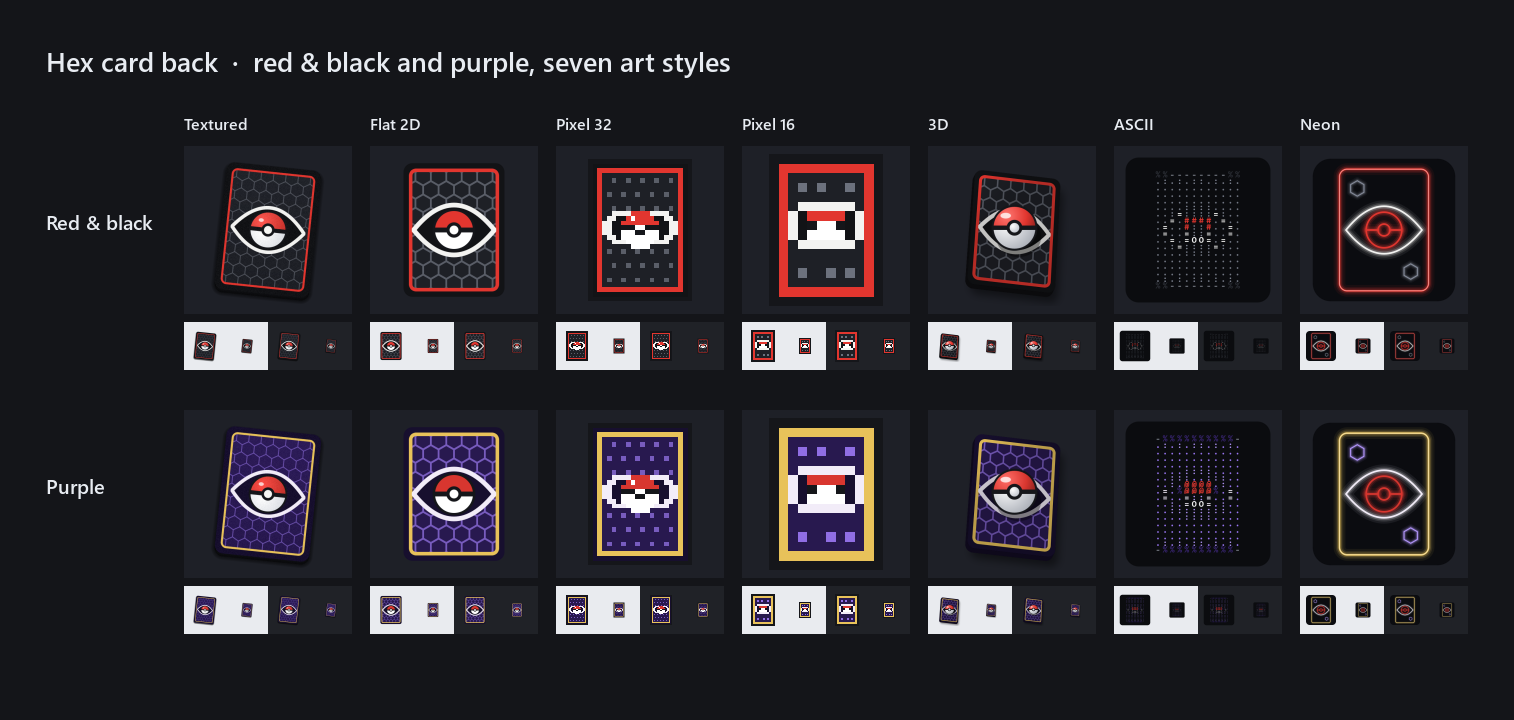 Hex card back · red & black and purple, seven art styles
Textured Flat 2D Pixel 32 Pixel 16 3D ASCII Neon
Red & black
Purple